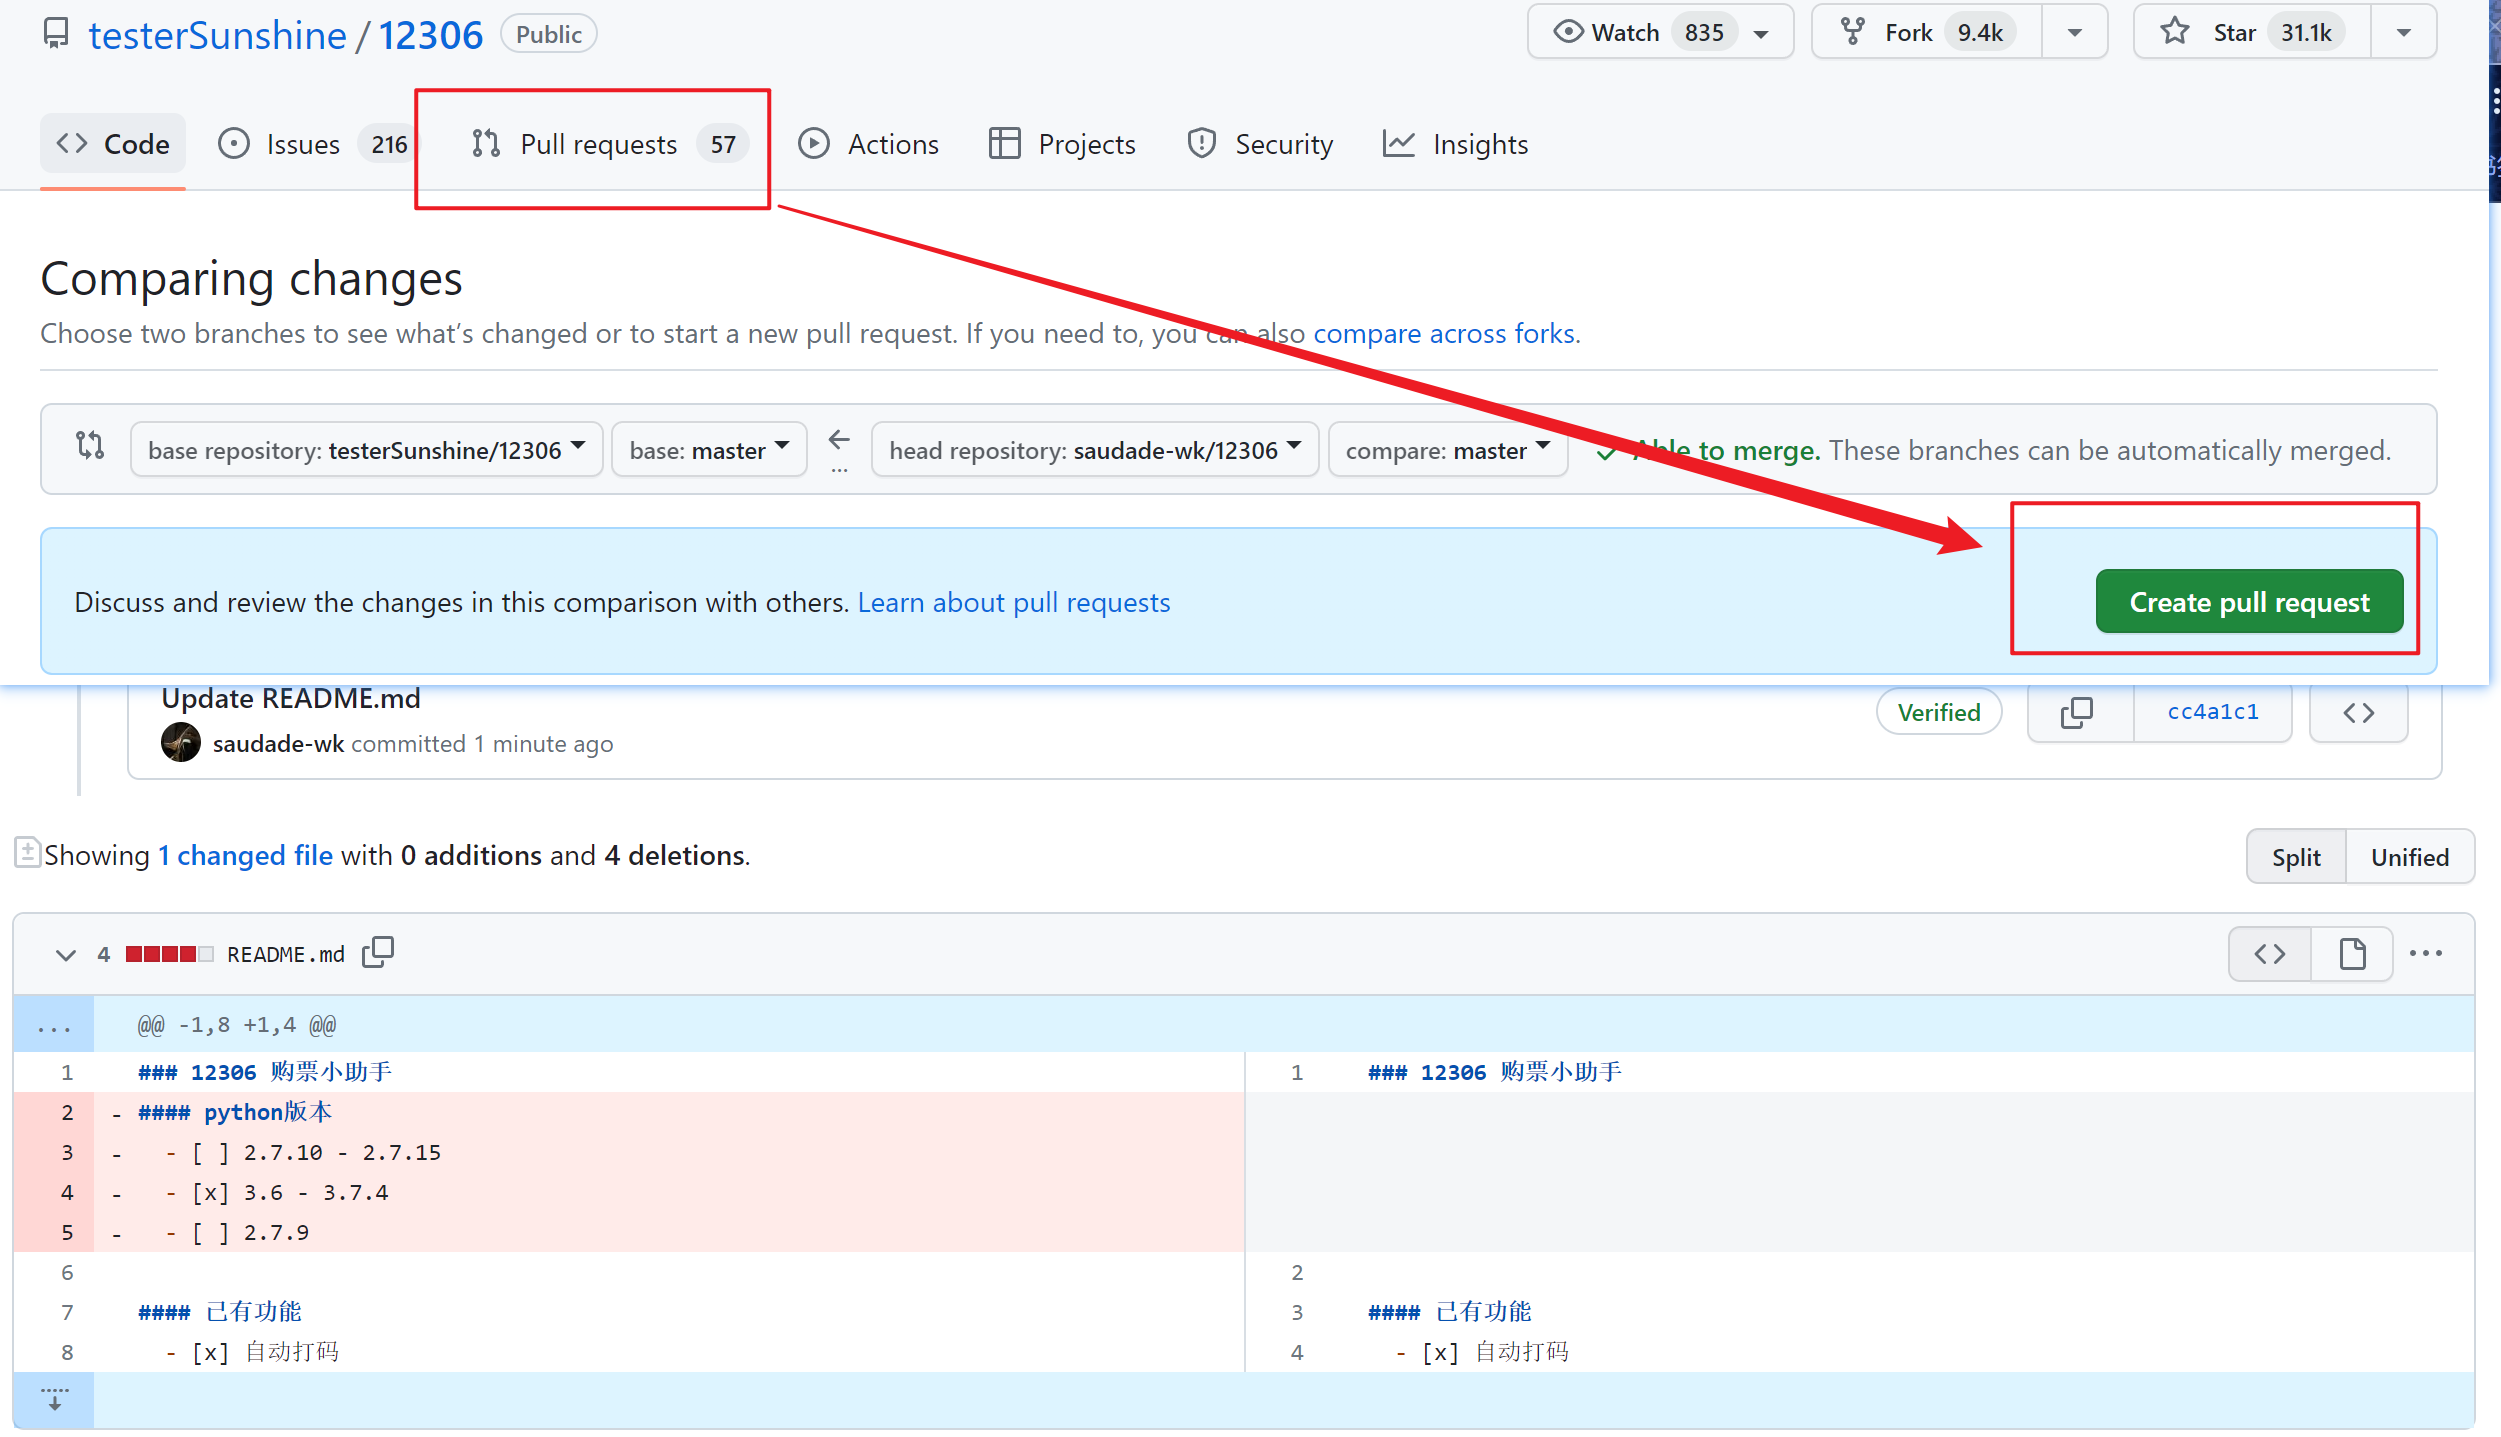 testerSunshine / 12306 Public
Watch 835 Fork 9.4k Star 31.1k
Code Issues 216 Pull requests 57 Actions Projects Security Insights
Comparing changes
Choose two branches to see what's changed or to start a new pull request. If you need to, you can also compare across forks.
base repository: testerSunshine/12306 base: master ← ... head repository: saudade-wk/12306 compare: master Able to merge. These branches can be automatically merged.
Discuss and review the changes in this comparison with others. Learn about pull requests
Create pull request
Update README.md
saudade-wk committed 1 minute ago
Verified cc4a1c1
Showing 1 changed file with 0 additions and 4 deletions.
Split Unified
4 README.md
... @@ -1,8 +1,4 @@
1 ### 12306 购票小助手 1 ### 12306 购票小助手
2 - #### python版本
3 - - [ ] 2.7.10 - 2.7.15
4 - - [x] 3.6 - 3.7.4
5 - - [ ] 2.7.9
6 2
7 #### 已有功能 3 #### 已有功能
8 - [x] 自动打码 4 - [x] 自动打码